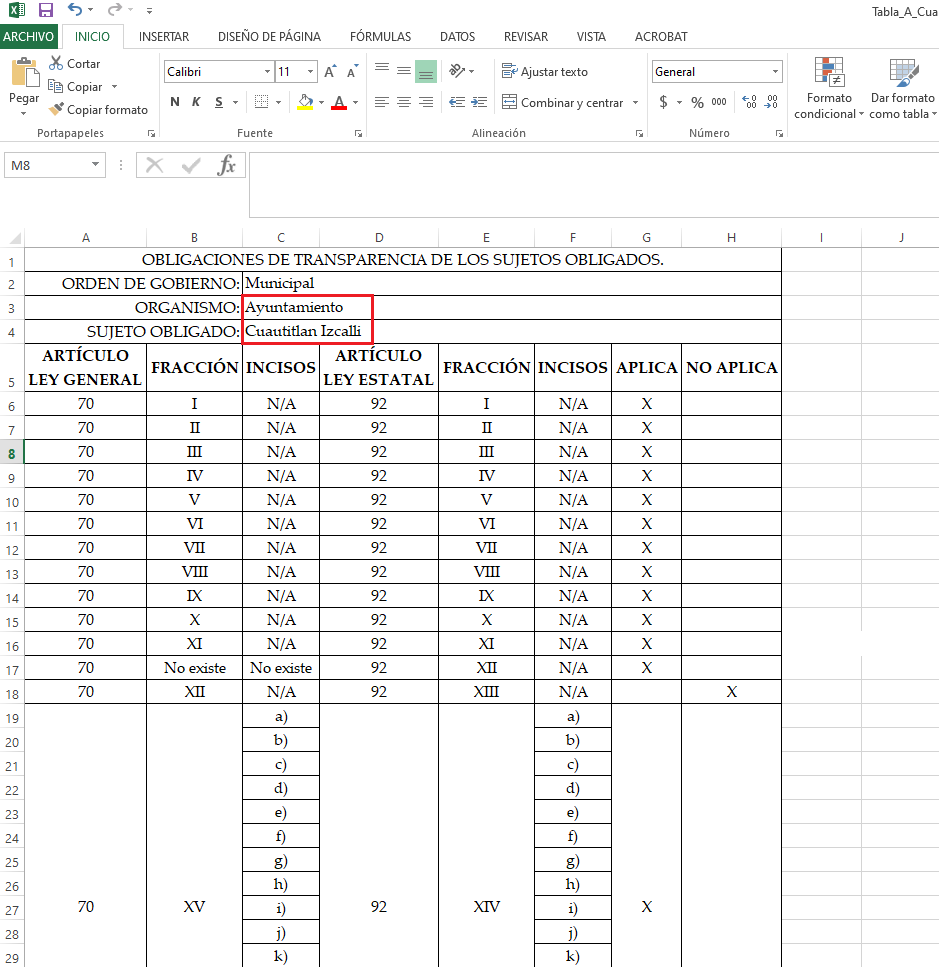 Tabla_A_Cua
ARCHIVO INICIO INSERTAR DISEÑO DE PÁGINA FÓRMULAS DATOS REVISAR VISTA ACROBAT
Pegar
Cortar
Copiar
Copiar formato
Portapapeles
Calibri 11 A A
N K S A
Fuente
Ajustar texto
Combinar y centrar
Alineación
General
$ % 000
Número
Formato condicional
Dar formato como tabla
M8 fx
A B C D E F G H I J
1 OBLIGACIONES DE TRANSPARENCIA DE LOS SUJETOS OBLIGADOS.
2 ORDEN DE GOBIERNO: Municipal
3 ORGANISMO: Ayuntamiento
4 SUJETO OBLIGADO: Cuautitlan Izcalli
5 ARTÍCULO LEY GENERAL FRACCIÓN INCISOS ARTÍCULO LEY ESTATAL FRACCIÓN INCISOS APLICA NO APLICA
6 70 I N/A 92 I N/A X
7 70 II N/A 92 II N/A X
8 70 III N/A 92 III N/A X
9 70 IV N/A 92 IV N/A X
10 70 V N/A 92 V N/A X
11 70 VI N/A 92 VI N/A X
12 70 VII N/A 92 VII N/A X
13 70 VIII N/A 92 VIII N/A X
14 70 IX N/A 92 IX N/A X
15 70 X N/A 92 X N/A X
16 70 XI N/A 92 XI N/A X
17 70 No existe No existe 92 XII N/A X
18 70 XII N/A 92 XIII N/A X
19 a) a)
20 b) b)
21 c) c)
22 d) d)
23 e) e)
24 f) f)
25 g) g)
26 h) h)
27 70 XV i) 92 XIV i) X
28 j) j)
29 k) k)